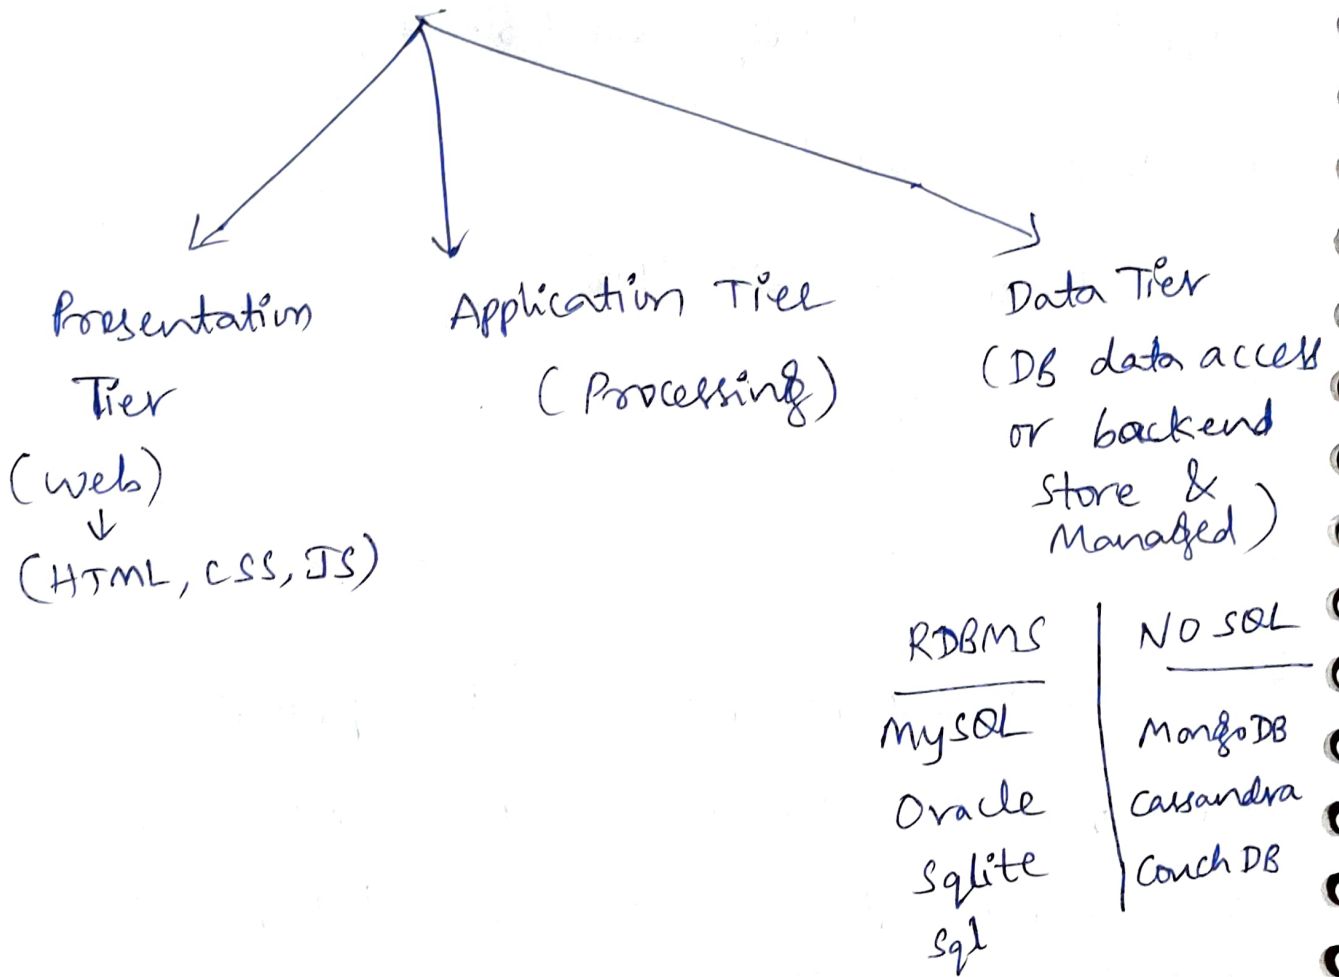 Presentation
Tier
(web)
↓
(HTML, CSS, JS)
Application Tier
(Processing)
Data Tier
(DB data access
or backend
store &
Managed)
RDBMS
MySQL
Oracle
Sqlite
Sql
NO SQL
MongoDB
Cassandra
CouchDB